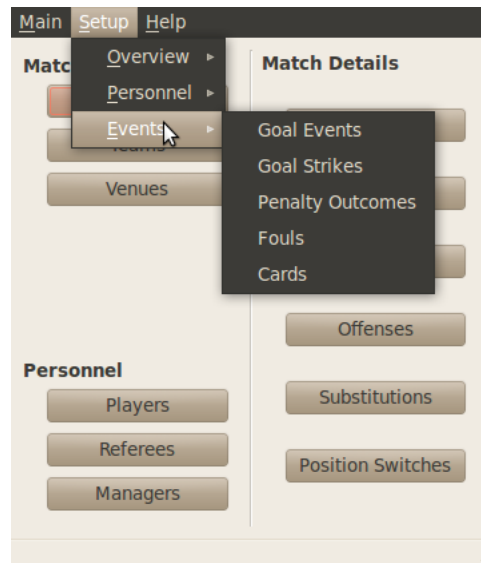 Main Setup Help
Matc
Overview
Match Details
Personnel
Events
Goal Events
Goal Strikes
Venues
Penalty Outcomes
Fouls
Cards
Offenses
Personnel
Players
Substitutions
Referees
Position Switches
Managers